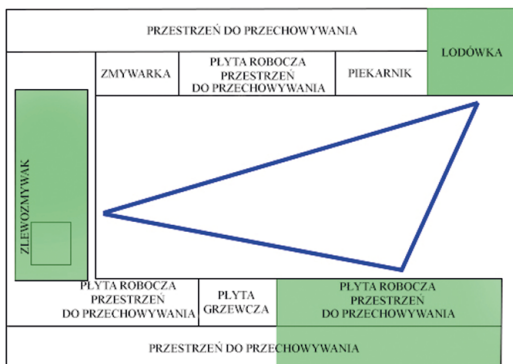 PRZESTRZEŃ DO PRZECHOWYWANIA
LODÓWKA
ZMYWARKA
PŁYTA ROBOCZA
PRZESTRZEŃ
DO PRZECHOWYWANIA
PIEKARNIK
ZLEWOZMYWAK
PŁYTA ROBOCZA
PRZESTRZEŃ
DO PRZECHOWYWANIA
PŁYTA
GRZEWCZA
PŁYTA ROBOCZA
PRZESTRZEŃ
DO PRZECHOWYWANIA
PRZESTRZEŃ DO PRZECHOWYWANIA